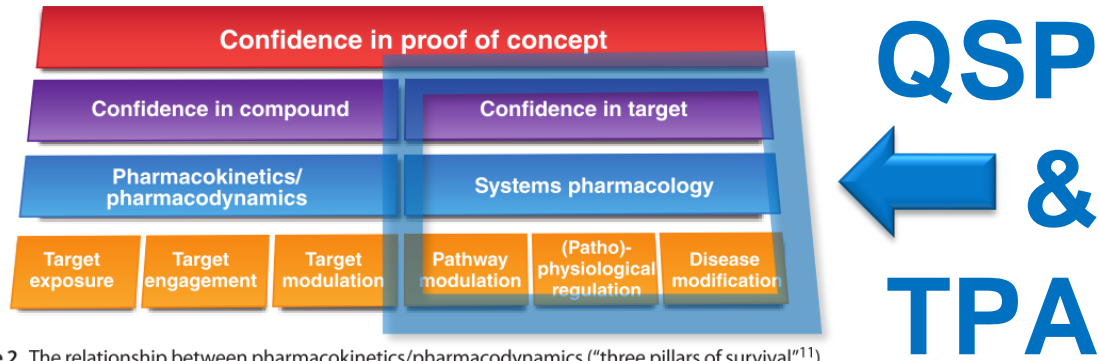 Confidence in proof of concept
QSP
Confidence in compound
Confidence in target
&
Pharmacokinetics/
pharmacodynamics
Systems pharmacology
Target
exposure
Target
engagement
Target
modulation
Pathway
modulation
(Patho)-
physiological
regulation
Disease
modification
TPA
2 The relationship between pharmacokinetics/pharmacodynamics (“three pillars of survival”11)